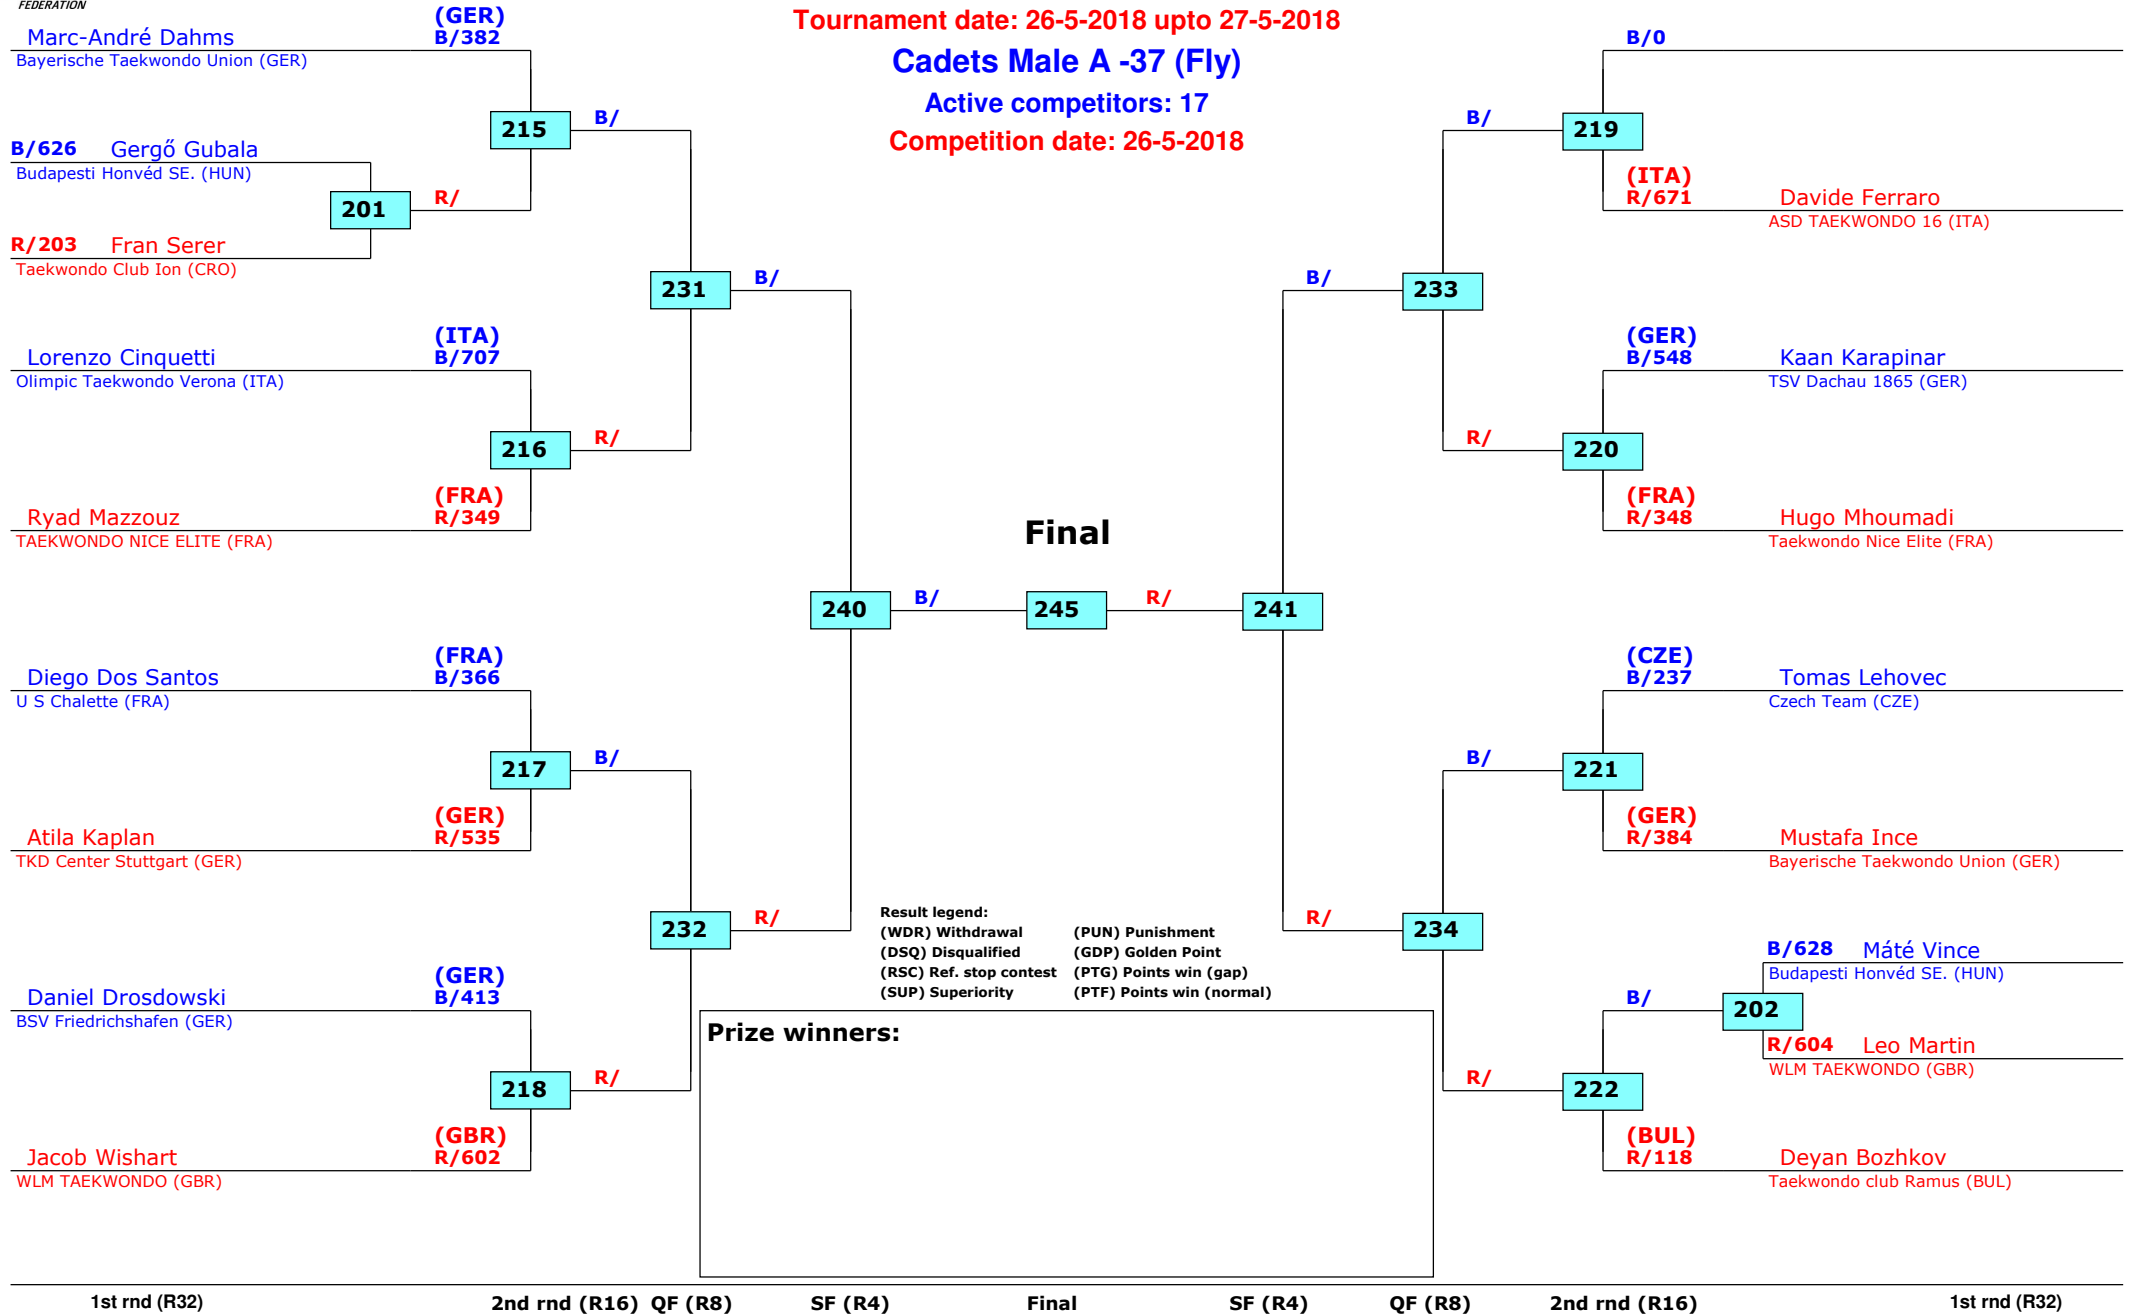 FEDERATION
Tournament date: 26-5-2018 upto 27-5-2018
Cadets Male A -37 (Fly)
Active competitors: 17
Competition date: 26-5-2018
(GER)
Marc-André Dahms B/382
Bayerische Taekwondo Union (GER)
215 B/
B/626 Gergő Gubala
Budapesti Honvéd SE. (HUN)
201 R/
R/203 Fran Serer
Taekwondo Club Ion (CRO)
231 B/
(ITA)
Lorenzo Cinquetti B/707
Olimpic Taekwondo Verona (ITA)
216 R/
(FRA)
Ryad Mazzouz R/349
TAEKWONDO NICE ELITE (FRA)
240 B/
(FRA)
Diego Dos Santos B/366
U S Chalette (FRA)
217 B/
(GER)
Atila Kaplan R/535
TKD Center Stuttgart (GER)
232 R/
(GER)
Daniel Drosdowski B/413
BSV Friedrichshafen (GER)
218 R/
(GBR)
Jacob Wishart R/602
WLM TAEKWONDO (GBR)
Final
245
B/0
B/ 219
(ITA)
R/671 Davide Ferraro
ASD TAEKWONDO 16 (ITA)
B/ 233
(GER)
B/548 Kaan Karapinar
TSV Dachau 1865 (GER)
R/ 220
(FRA)
R/348 Hugo Mhoumadi
Taekwondo Nice Elite (FRA)
R/ 241
(CZE)
B/237 Tomas Lehovec
Czech Team (CZE)
B/ 221
(GER)
R/384 Mustafa Ince
Bayerische Taekwondo Union (GER)
R/ 234
B/628 Máté Vince
Budapesti Honvéd SE. (HUN)
B/ 202
R/604 Leo Martin
WLM TAEKWONDO (GBR)
R/ 222
(BUL)
R/118 Deyan Bozhkov
Taekwondo club Ramus (BUL)
Result legend:
(WDR) Withdrawal (PUN) Punishment
(DSQ) Disqualified (GDP) Golden Point
(RSC) Ref. stop contest (PTG) Points win (gap)
(SUP) Superiority (PTF) Points win (normal)
Prize winners:
1st rnd (R32) 2nd rnd (R16) QF (R8) SF (R4) Final SF (R4) QF (R8) 2nd rnd (R16) 1st rnd (R32)